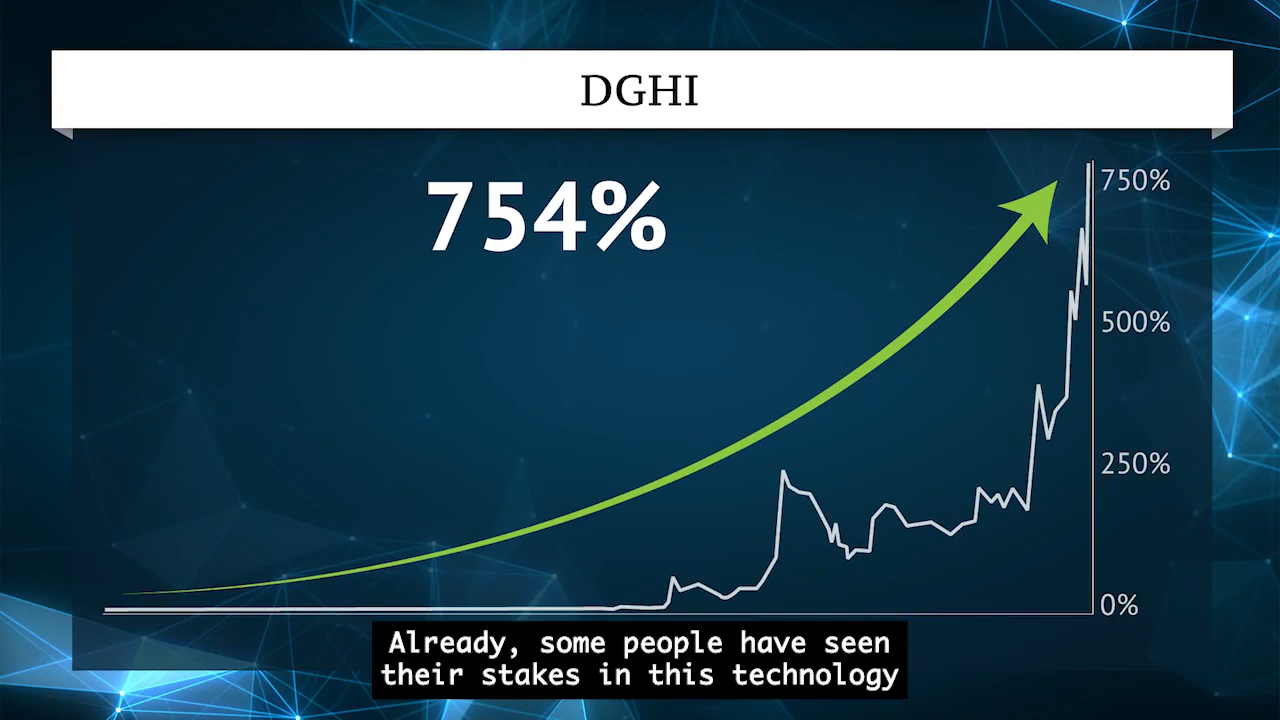 DGHI
754%
750%
500%
250%
0%
Already, some people have seen
their stakes in this technology